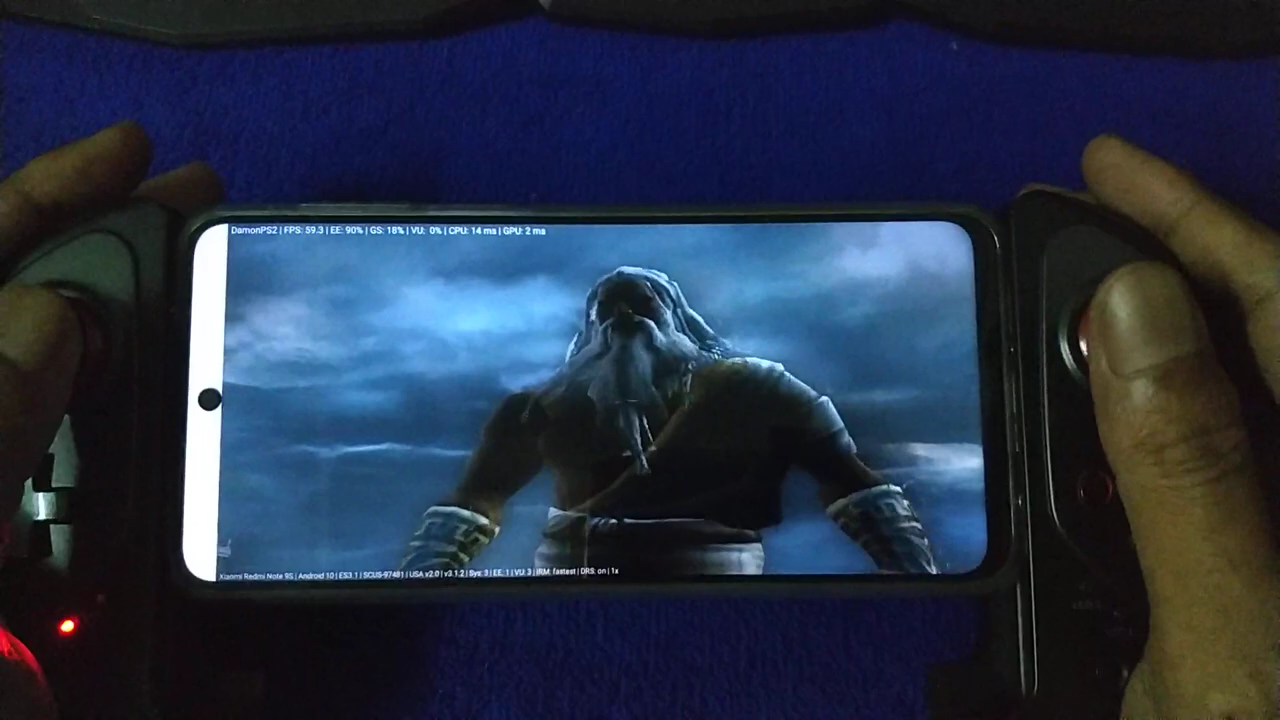 DamonPS2 | FPS: 59.3 | EE: 90% | GS: 18% | VU: 0% | CPU: 14 ms | GPU: 2 ms
Xiaomi Redmi Note 9S | Android 10 | ES3.1 | SCUS-97481 | USA v2.0 | v3.1.2 | Sys: 3 | EE: 1 | VU: 3 | IRM: fastest | DRS: on | 1x